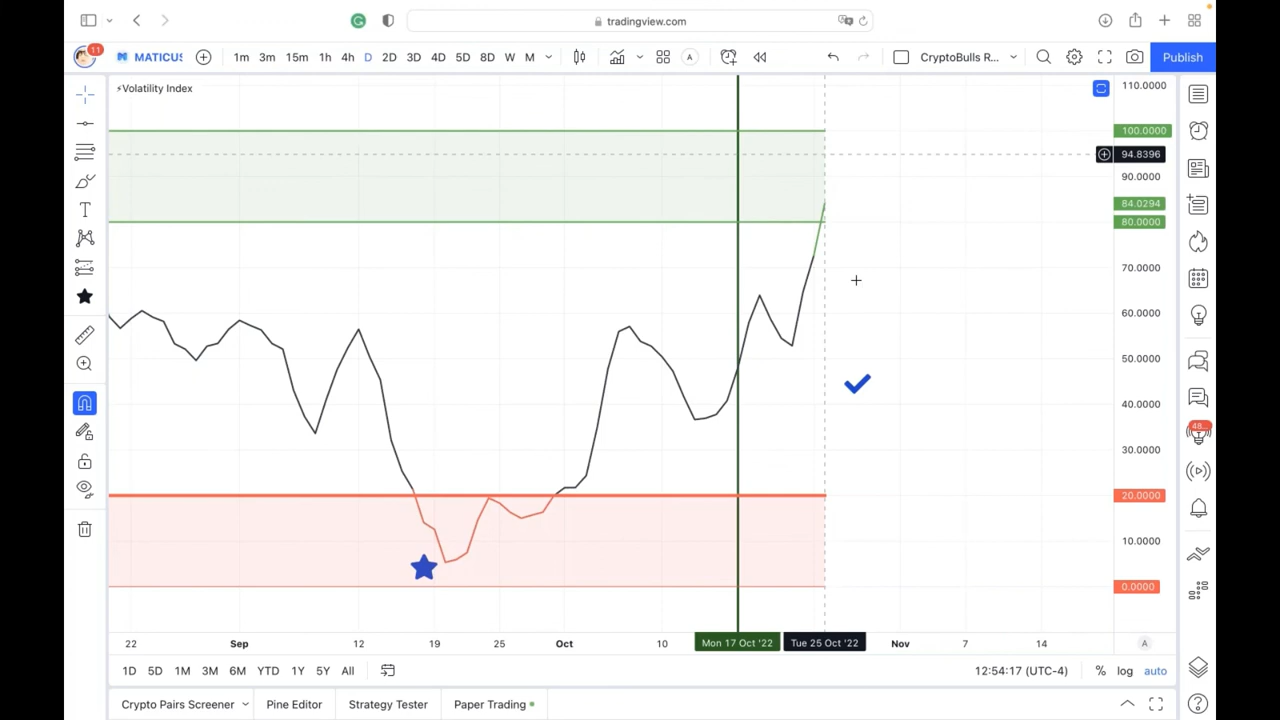 tradingview.com
11
MATICUS
1m 3m 15m 1h 4h D 2D 3D 4D 5D 8D W M
A
CryptoBulls R...
Publish
⚡Volatility Index
110.0000
100.0000
94.8396
90.0000
84.0294
80.0000
70.0000
60.0000
50.0000
40.0000
30.0000
20.0000
10.0000
0.0000
48...
22 Sep 12 19 25 Oct 10 Mon 17 Oct '22 Tue 25 Oct '22 Nov 7 14 A
1D 5D 1M 3M 6M YTD 1Y 5Y All
12:54:17 (UTC-4) % log auto
Crypto Pairs Screener Pine Editor Strategy Tester Paper Trading